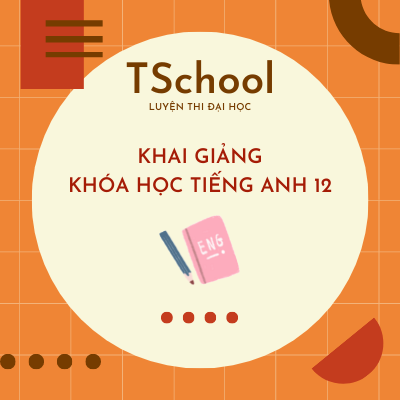 TSchool
LUYỆN THI ĐẠI HỌC
KHAI GIẢNG
KHÓA HỌC TIẾNG ANH 12
ENG